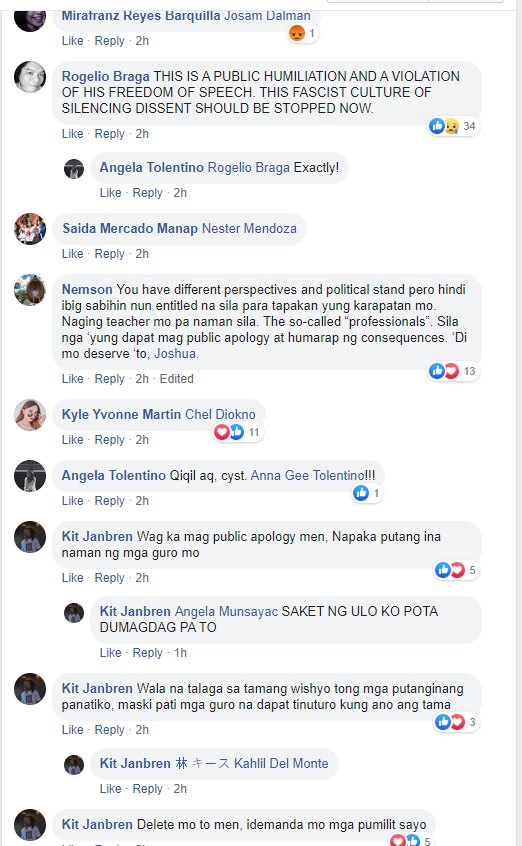 Mirafranz Reyes Barquilla Josam Dalman
1
Like · Reply · 2h
Rogelio Braga THIS IS A PUBLIC HUMILIATION AND A VIOLATION
OF HIS FREEDOM OF SPEECH. THIS FASCIST CULTURE OF
SILENCING DISSENT SHOULD BE STOPPED NOW.
34
Like · Reply · 2h
Angela Tolentino Rogelio Braga Exactly!
Like · Reply · 2h
Saida Mercado Manap Nester Mendoza
Like · Reply · 2h
Nemson You have different perspectives and political stand pero hindi
ibig sabihin nun entitled na sila para tapakan yung karapatan mo.
Naging teacher mo pa naman sila. The so-called “professionals”. Sila
nga ‘yung dapat mag public apology at humarap ng consequences. ‘Di
mo deserve ‘to, Joshua.
13
Like · Reply · 2h · Edited
Kyle Yvonne Martin Chel Diokno
11
Like · Reply · 2h
Angela Tolentino Qiqil aq, cyst. Anna Gee Tolentino!!!
1
Like · Reply · 2h
Kit Janbren Wag ka mag public apology men, Napaka putang ina
naman ng mga guro mo
5
Like · Reply · 2h
Kit Janbren Angela Munsayac SAKET NG ULO KO POTA
DUMAGDAG PA TO
Like · Reply · 1h
Kit Janbren Wala na talaga sa tamang wishyo tong mga putanginang
panatiko, maski pati mga guro na dapat tinuturo kung ano ang tama
3
Like · Reply · 2h
Kit Janbren 林 キース Kahlil Del Monte
Like · Reply · 2h
Kit Janbren Delete mo to men, idemanda mo mga pumilit sayo
5